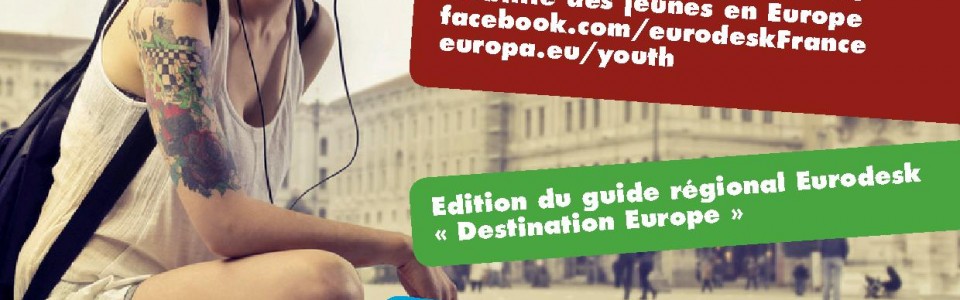 des jeunes en Europe
facebook.com/eurodeskFrance
europa.eu/youth
Edition du guide régional Eurodesk
« Destination Europe »